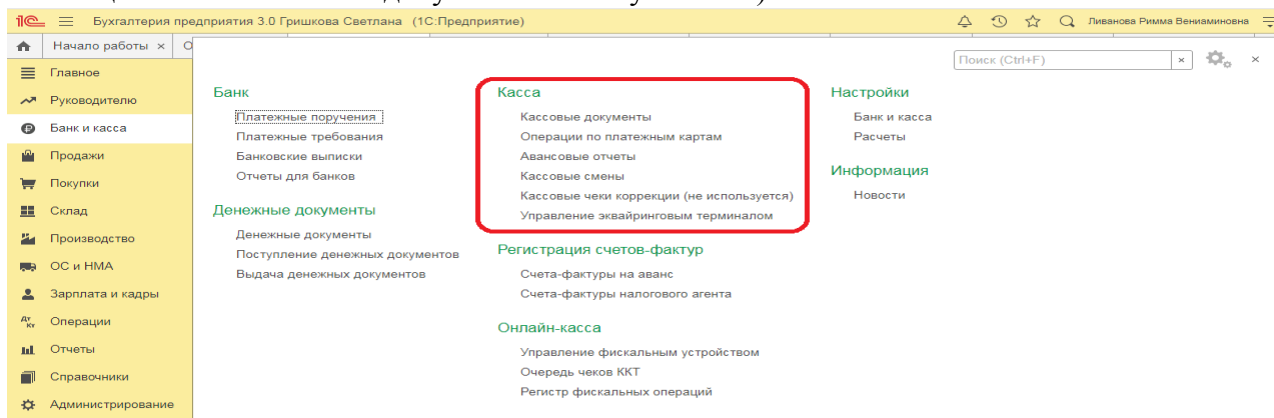 1С Бухгалтерия предприятия 3.0 Гришкова Светлана (1С:Предприятие) Ливанова Римма Вениаминовна
Начало работы ×
Поиск (Ctrl+F) × ×
Главное
Руководителю
Банк и касса
Продажи
Покупки
Склад
Производство
ОС и НМА
Зарплата и кадры
Дт Кт Операции
Отчеты
Справочники
Администрирование
Банк
Платежные поручения
Платежные требования
Банковские выписки
Отчеты для банков
Денежные документы
Денежные документы
Поступление денежных документов
Выдача денежных документов
Касса
Кассовые документы
Операции по платежным картам
Авансовые отчеты
Кассовые смены
Кассовые чеки коррекции (не используется)
Управление эквайринговым терминалом
Регистрация счетов-фактур
Счета-фактуры на аванс
Счета-фактуры налогового агента
Онлайн-касса
Управление фискальным устройством
Очередь чеков ККТ
Регистр фискальных операций
Настройки
Банк и касса
Расчеты
Информация
Новости